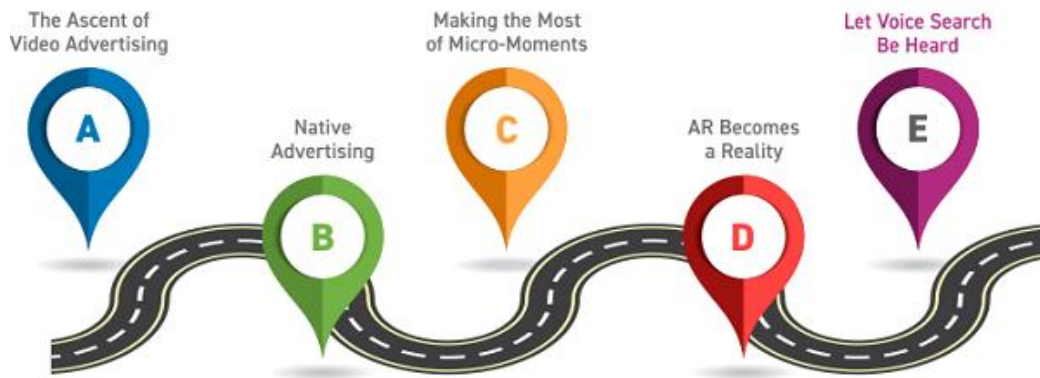 The Ascent of
Video Advertising
A
Native
Advertising
B
Making the Most
of Micro-Moments
C
AR Becomes
a Reality
D
Let Voice Search
Be Heard
E